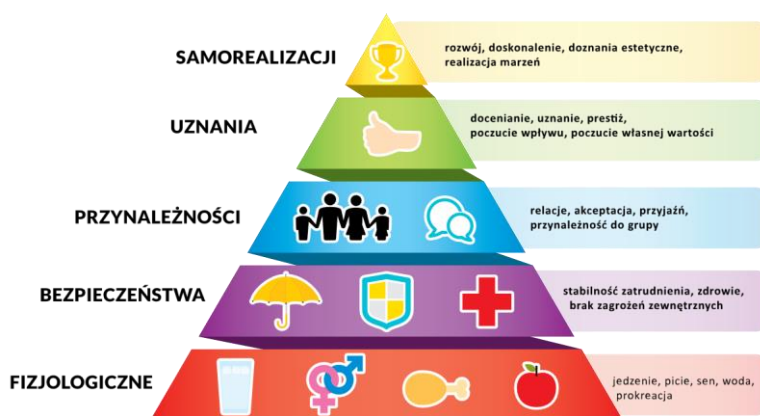 SAMOREALIZACJI
rozwój, doskonalenie, doznania estetyczne,
realizacja marzeń
UZNANIA
docenianie, uznanie, prestiż,
poczucie wpływu, poczucie własnej wartości
PRZYNALEŻNOŚCI
relacje, akceptacja, przyjaźń,
przynależność do grupy
BEZPIECZEŃSTWA
stabilność zatrudnienia, zdrowie,
brak zagrożeń zewnętrznych
FIZJOLOGICZNE
jedzenie, picie, sen, woda,
prokreacja